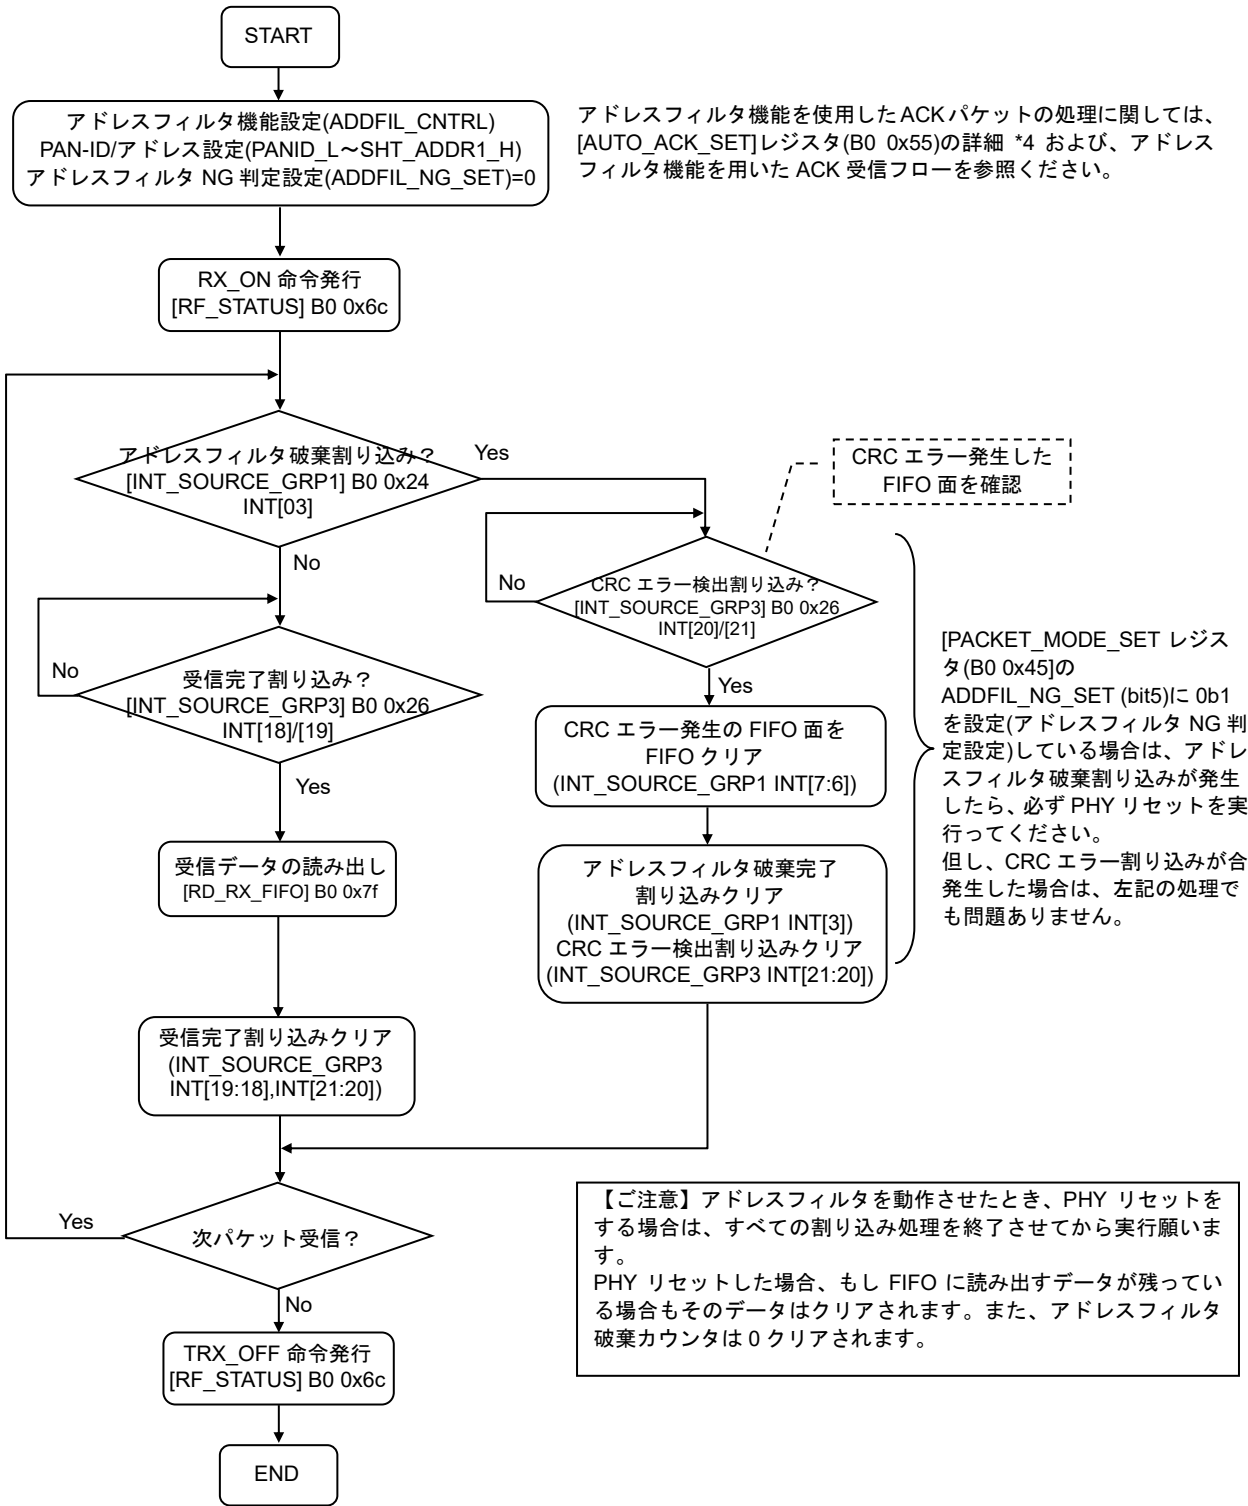 START
アドレスフィルタ機能設定(ADDFIL_CNTRL)
PAN-ID/アドレス設定(PANID_L～SHT_ADDR1_H)
アドレスフィルタ NG 判定設定(ADDFIL_NG_SET)=0
アドレスフィルタ機能を使用した ACK パケットの処理に関しては、
[AUTO_ACK_SET]レジスタ(B0 0x55)の詳細 *4 および、アドレス
フィルタ機能を用いた ACK 受信フローを参照ください。
RX_ON 命令発行
[RF_STATUS] B0 0x6c
アドレスフィルタ破棄割り込み？
[INT_SOURCE_GRP1] B0 0x24
INT[03]
Yes
No
CRC エラー発生した
FIFO 面を確認
CRC エラー検出割り込み？
[INT_SOURCE_GRP3] B0 0x26
INT[20]/[21]
No
Yes
受信完了割り込み？
[INT_SOURCE_GRP3] B0 0x26
INT[18]/[19]
No
Yes
CRC エラー発生の FIFO 面を
FIFO クリア
(INT_SOURCE_GRP1 INT[7:6])
[PACKET_MODE_SET レジス
タ(B0 0x45]の
ADDFIL_NG_SET (bit5)に 0b1
を設定(アドレスフィルタ NG 判
定設定)している場合は、アドレ
スフィルタ破棄割り込みが発生
したら、必ず PHY リセットを実
行ってください。
但し、CRC エラー割り込みが合
発生した場合は、左記の処理で
も問題ありません。
受信データの読み出し
[RD_RX_FIFO] B0 0x7f
アドレスフィルタ破棄完了
割り込みクリア
(INT_SOURCE_GRP1 INT[3])
CRC エラー検出割り込みクリア
(INT_SOURCE_GRP3 INT[21:20])
受信完了割り込みクリア
(INT_SOURCE_GRP3
INT[19:18],INT[21:20])
次パケット受信？
Yes
No
【ご注意】アドレスフィルタを動作させたとき、PHY リセットを
する場合は、すべての割り込み処理を終了させてから実行願いま
す。
PHY リセットした場合、もし FIFO に読み出すデータが残ってい
る場合もそのデータはクリアされます。また、アドレスフィルタ
破棄カウンタは 0 クリアされます。
TRX_OFF 命令発行
[RF_STATUS] B0 0x6c
END